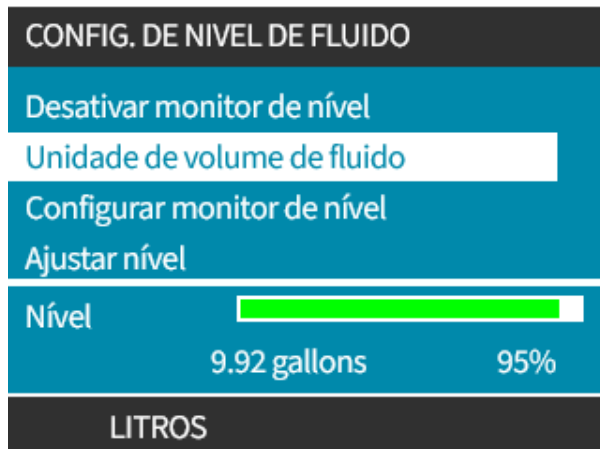 CONFIG. DE NIVEL DE FLUIDO
Desativar monitor de nível
Unidade de volume de fluido
Configurar monitor de nível
Ajustar nível
Nível
9.92 gallons 95%
LITROS